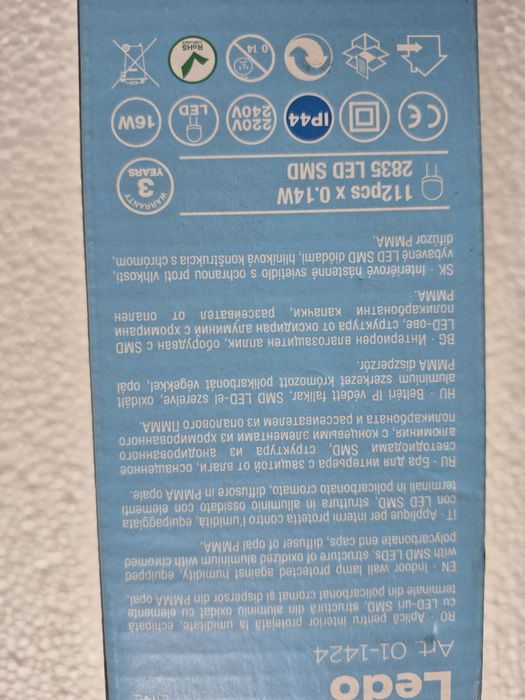 Lego
Art. 01-1424
RO · Aplică pentru interior protejată la umiditate, echipată
cu LED-uri SMD, structură din aluminiu oxidat cu elemente
terminale din policarbonat cromat şi dispersor din PMMA opal.
EN · Indoor wall lamp protected against humidity, equipped
with SMD LEDs, structure of oxidized aluminium with chromed
polycarbonate end caps, diffuser of opal PMMA.
IT · Applique per interni protetta contro l'umidità, equipaggiata
con LED SMD, struttura in alluminio ossidato con elementi
terminali in policarbonato cromato, diffusore in PMMA opale.
RU · Бра для интерьера с защитой от влаги, оснащенное
светодиодами SMD, структура из анодированного
алюминия, с концевыми элементами из хромированного
поликарбоната и рассеивателем из опалового ПММА.
HU · Beltéri IP védett falikar, SMD LED-el szerelve, oxidált
aluminium szerkezet krómozott polikarbonát végekkel, opál
PMMA diszperzór.
BG · Интериорен влагозащитен аплик, оборудван с SMD
LED-ове, структура от оксидиран алуминий с хромирани
поликарбонатни капачки, разсейвател от опален
PMMA.
SK · Interiérové nástenné svietidlo s ochranou proti vlhkosti,
vybavené LED SMD diódami, hliníková konštrukcia s chrómom,
difúzor PMMA.
112pcs x 0.14W
2835 LED SMD
WARRANTY
3
YEARS
CE
IP44
220V
240V
LED
16W
0.14
RoHS